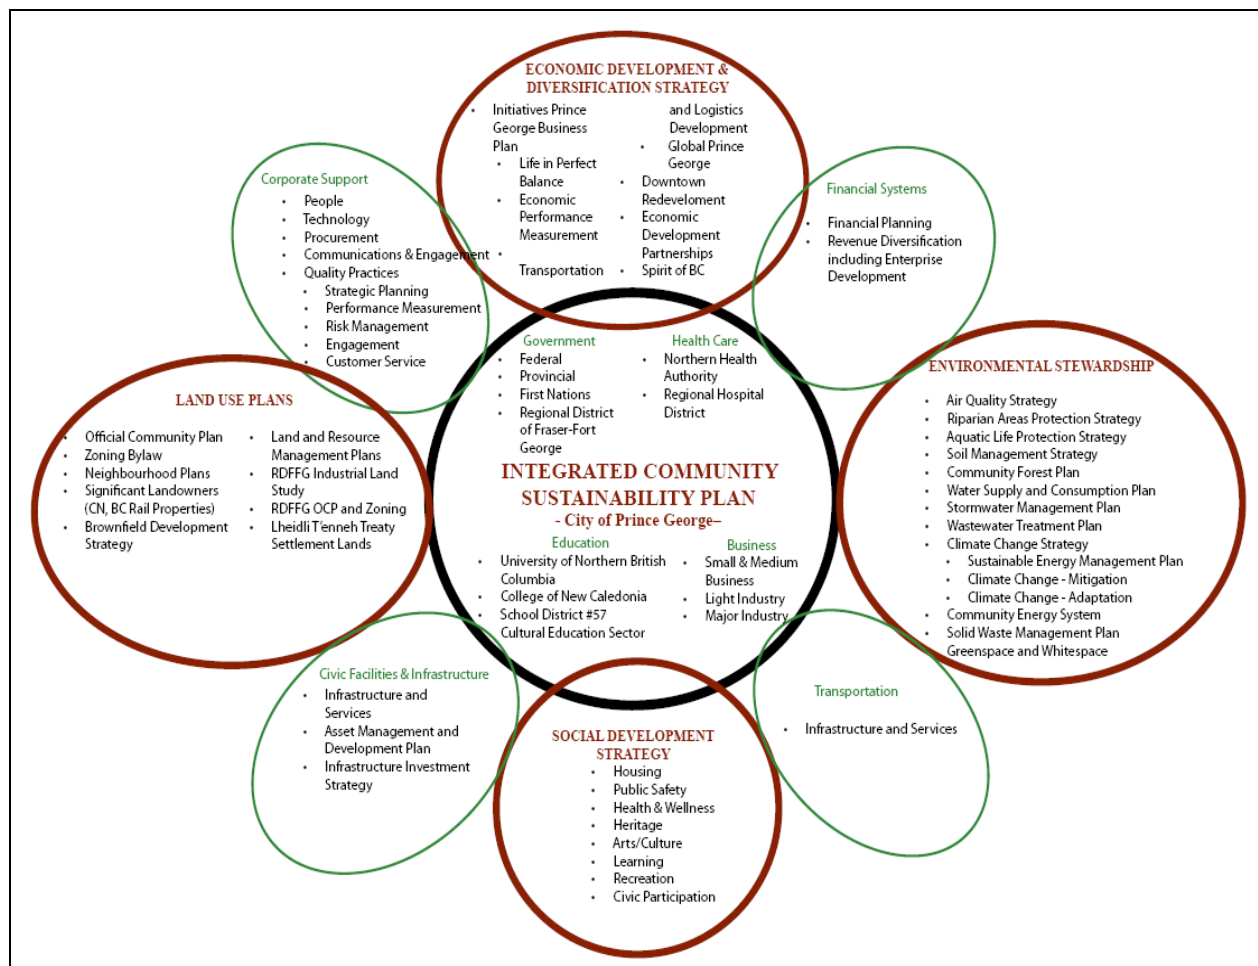 ECONOMIC DEVELOPMENT &
DIVERSIFICATION STRATEGY
• Initiatives Prince
George Business
Plan
• Life in Perfect
Balance
• Economic
Performance
Measurement
•
Transportation
and Logistics
Development
• Global Prince
George
• Downtown
Redeveloment
• Economic
Development
Partnerships
• Spirit of BC
Corporate Support
• People
• Technology
• Procurement
• Communications & Engagement
• Quality Practices
• Strategic Planning
• Performance Measurement
• Risk Management
• Engagement
• Customer Service
Financial Systems
• Financial Planning
• Revenue Diversification
including Enterprise
Development
LAND USE PLANS
• Official Community Plan
• Zoning Bylaw
• Neighbourhood Plans
• Significant Landowners
(CN, BC Rail Properties)
• Brownfield Development
Strategy
• Land and Resource
Management Plans
• RDFFG Industrial Land
Study
• RDFFG OCP and Zoning
• Lheidli T'enneh Treaty
Settlement Lands
Government
• Federal
• Provincial
• First Nations
• Regional District
of Fraser-Fort
George
Health Care
• Northern Health
Authority
• Regional Hospital
District
INTEGRATED COMMUNITY
SUSTAINABILITY PLAN
- City of Prince George–
Education
• University of Northern British
Columbia
• College of New Caledonia
• School District #57
• Cultural Education Sector
Business
• Small & Medium
Business
• Light Industry
• Major Industry
ENVIRONMENTAL STEWARDSHIP
• Air Quality Strategy
• Riparian Areas Protection Strategy
• Aquatic Life Protection Strategy
• Soil Management Strategy
• Community Forest Plan
• Water Supply and Consumption Plan
• Stormwater Management Plan
• Wastewater Treatment Plan
• Climate Change Strategy
• Sustainable Energy Management Plan
• Climate Change - Mitigation
• Climate Change - Adaptation
• Community Energy System
• Solid Waste Management Plan
• Greenspace and Whitespace
Civic Facilities & Infrastructure
• Infrastructure and
Services
• Asset Management and
Development Plan
• Infrastructure Investment
Strategy
SOCIAL DEVELOPMENT
STRATEGY
• Housing
• Public Safety
• Health & Wellness
• Heritage
• Arts/Culture
• Learning
• Recreation
• Civic Participation
Transportation
• Infrastructure and Services